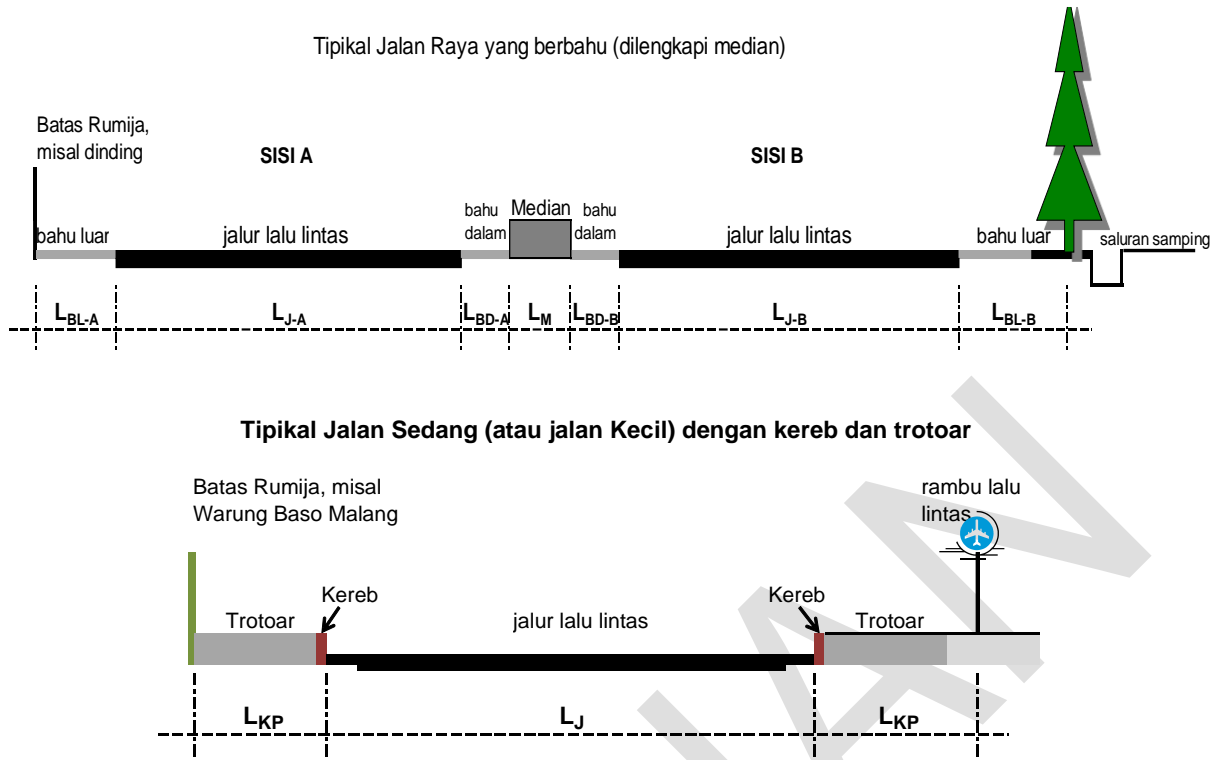 Tipikal Jalan Raya yang berbahu (dilengkapi median)
Batas Rumija,
misal dinding
SISI A
SISI B
bahu luar
jalur lalu lintas
bahu
dalam
Median
bahu
dalam
jalur lalu lintas
bahu luar
saluran samping
LBL-A
LJ-A
LBD-A
LM
LBD-B
LJ-B
LBL-B
Tipikal Jalan Sedang (atau jalan Kecil) dengan kereb dan trotoar
Batas Rumija, misal
Warung Baso Malang
rambu lalu
lintas
Kereb
Kereb
Trotoar
jalur lalu lintas
Trotoar
LKP
LJ
LKP